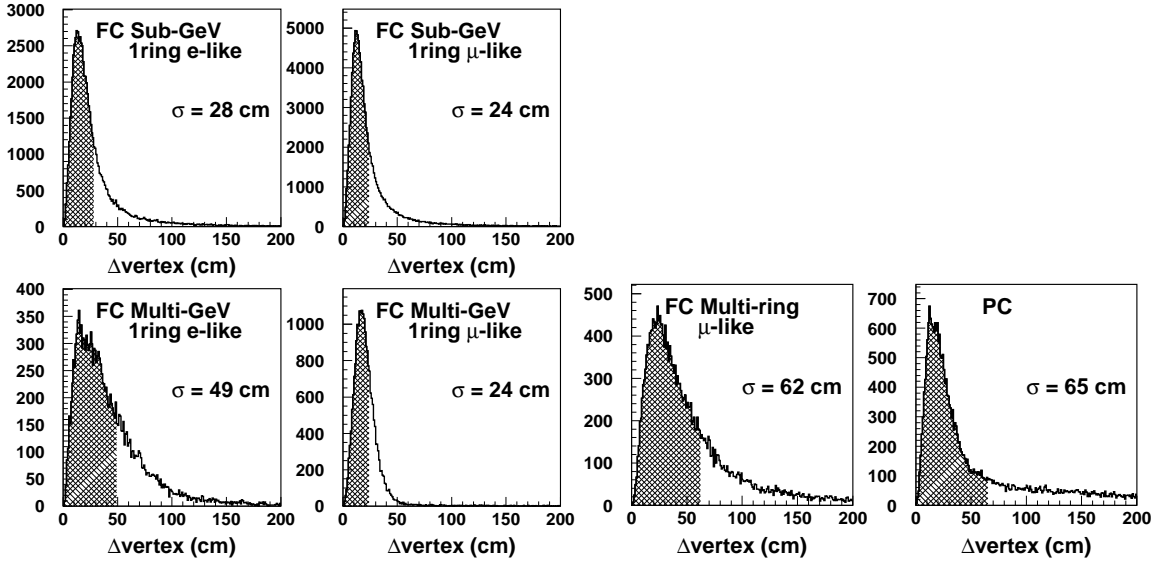 FC Sub-GeV
1ring e-like
σ = 28 cm
3000
2500
2000
1500
1000
500
0
0 50 100 150 200
Δvertex (cm)
FC Sub-GeV
1ring μ-like
σ = 24 cm
5000
4000
3000
2000
1000
0
0 50 100 150 200
Δvertex (cm)
FC Multi-GeV
1ring e-like
σ = 49 cm
400
350
300
250
200
150
100
50
0
0 50 100 150 200
Δvertex (cm)
FC Multi-GeV
1ring μ-like
σ = 24 cm
1000
800
600
400
200
0
0 50 100 150 200
Δvertex (cm)
FC Multi-ring
μ-like
σ = 62 cm
500
400
300
200
100
0
0 50 100 150 200
Δvertex (cm)
PC
σ = 65 cm
700
600
500
400
300
200
100
0
0 50 100 150 200
Δvertex (cm)